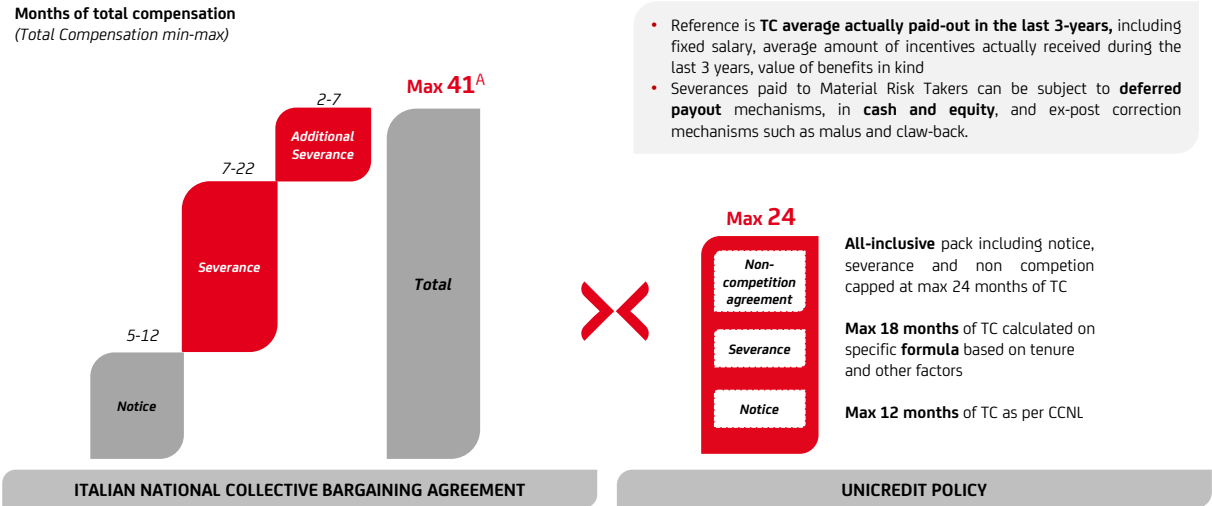 Months of total compensation
(Total Compensation min-max)
Max 41A
2-7
Additional
Severance
7-22
Severance
5-12
Notice
Total
ITALIAN NATIONAL COLLECTIVE BARGAINING AGREEMENT
• Reference is TC average actually paid-out in the last 3-years, including
fixed salary, average amount of incentives actually received during the
last 3 years, value of benefits in kind
• Severances paid to Material Risk Takers can be subject to deferred
payout mechanisms, in cash and equity, and ex-post correction
mechanisms such as malus and claw-back.
Max 24
Non-
competition
agreement
Severance
Notice
All-inclusive pack including notice,
severance and non competion
capped at max 24 months of TC
Max 18 months of TC calculated on
specific formula based on tenure
and other factors
Max 12 months of TC as per CCNL
UNICREDIT POLICY